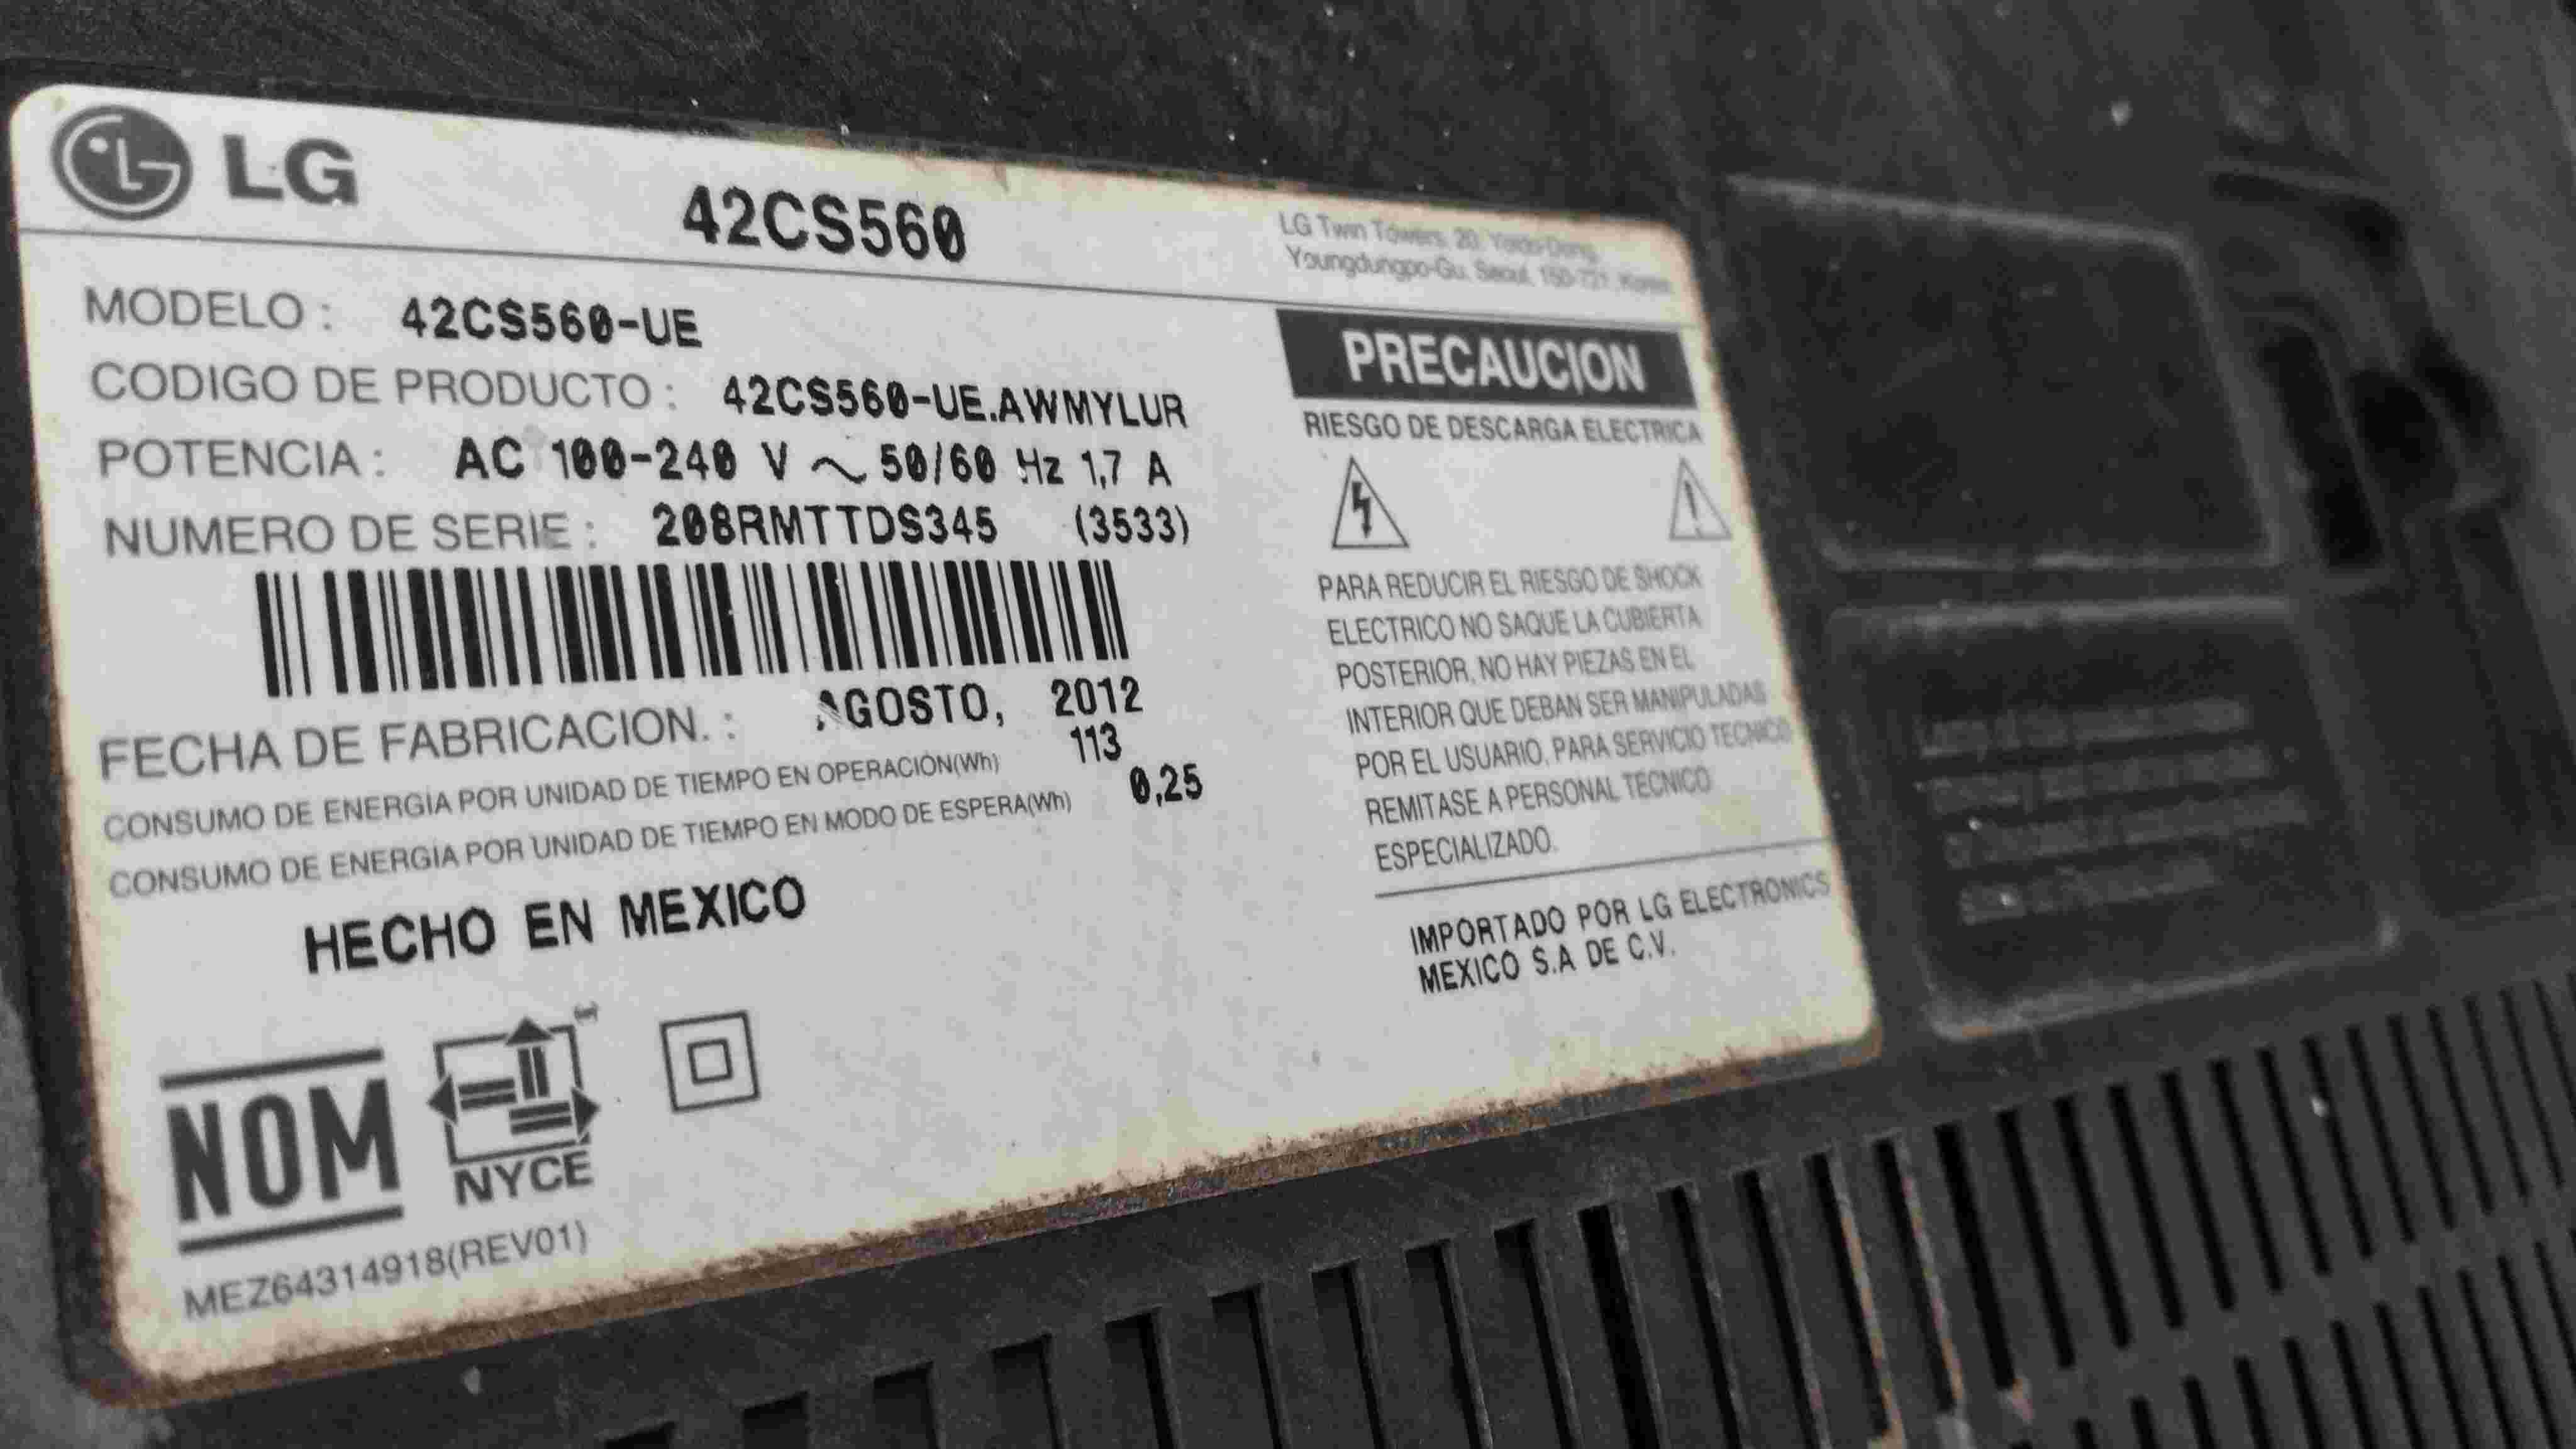 LG
42CS560
LG Twin Towers, 20, Yoido-Dong,
Youngdungpo-Gu, Seoul, 150-721, Korea
MODELO : 42CS560-UE
CODIGO DE PRODUCTO : 42CS560-UE.AWMYLUR
POTENCIA : AC 100-240 V ~ 50/60 Hz 1,7 A
NUMERO DE SERIE : 208RMTTDS345 (3533)
FECHA DE FABRICACION. : AGOSTO, 2012
CONSUMO DE ENERGIA POR UNIDAD DE TIEMPO EN OPERACIÓN(Wh) 113
CONSUMO DE ENERGIA POR UNIDAD DE TIEMPO EN MODO DE ESPERA(Wh) 0,25
HECHO EN MEXICO
NOM
NYCE
MEZ64314918(REV01)
PRECAUCION
RIESGO DE DESCARGA ELECTRICA
PARA REDUCIR EL RIESGO DE SHOCK
ELECTRICO NO SAQUE LA CUBIERTA
POSTERIOR, NO HAY PIEZAS EN EL
INTERIOR QUE DEBAN SER MANIPULADAS
POR EL USUARIO, PARA SERVICIO TECNICO
REMITASE A PERSONAL TECNICO
ESPECIALIZADO.
IMPORTADO POR LG ELECTRONICS
MEXICO S.A DE C.V.